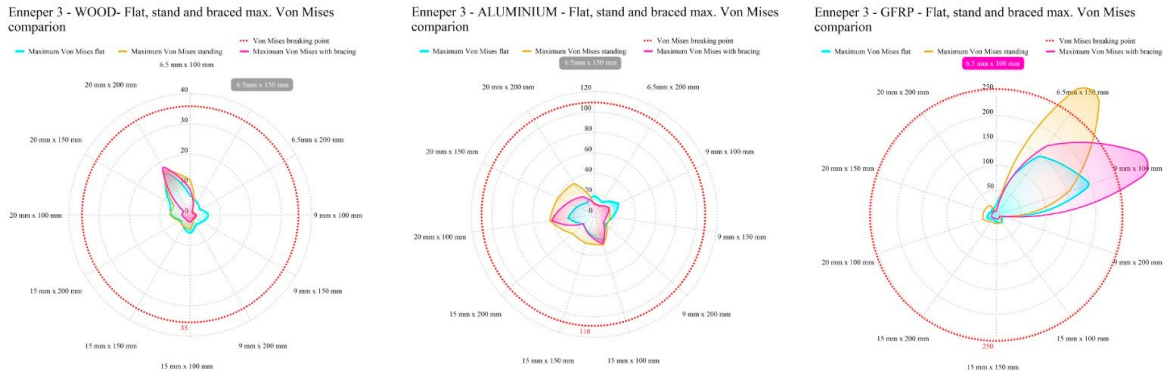 Enneper 3 - WOOD- Flat, stand and braced max. Von Mises
comparion
Von Mises breaking point
Maximum Von Mises flat
Maximum Von Mises standing
Maximum Von Mises with bracing
6.5 mm x 100 mm
6.5mm x 150 mm
6.5mm x 200 mm
9 mm x 100 mm
9 mm x 150 mm
9 mm x 200 mm
15 mm x 100 mm
15 mm x 150 mm
15 mm x 200 mm
20 mm x 100 mm
20 mm x 150 mm
20 mm x 200 mm
40
30
20
10
0
35
Enneper 3 - ALUMINIUM - Flat, stand and braced max. Von Mises
comparion
Von Mises breaking point
Maximum Von Mises flat
Maximum Von Mises standing
Maximum Von Mises with bracing
6.5mm x 150 mm
6.5mm x 200 mm
9 mm x 100 mm
9 mm x 150 mm
9 mm x 200 mm
15 mm x 100 mm
15 mm x 150 mm
15 mm x 200 mm
20 mm x 100 mm
20 mm x 150 mm
20 mm x 200 mm
120
100
80
60
40
20
0
110
Enneper 3 - GFRP - Flat, stand and braced max. Von Mises
comparion
Von Mises breaking point
Maximum Von Mises flat
Maximum Von Mises standing
Maximum Von Mises with bracing
6.5 mm x 100 mm
6.5mm x 150 mm
9 mm x 100 mm
9 mm x 200 mm
15 mm x 100 mm
15 mm x 150 mm
15 mm x 200 mm
20 mm x 100 mm
20 mm x 150 mm
20 mm x 200 mm
250
200
150
100
50
0
250